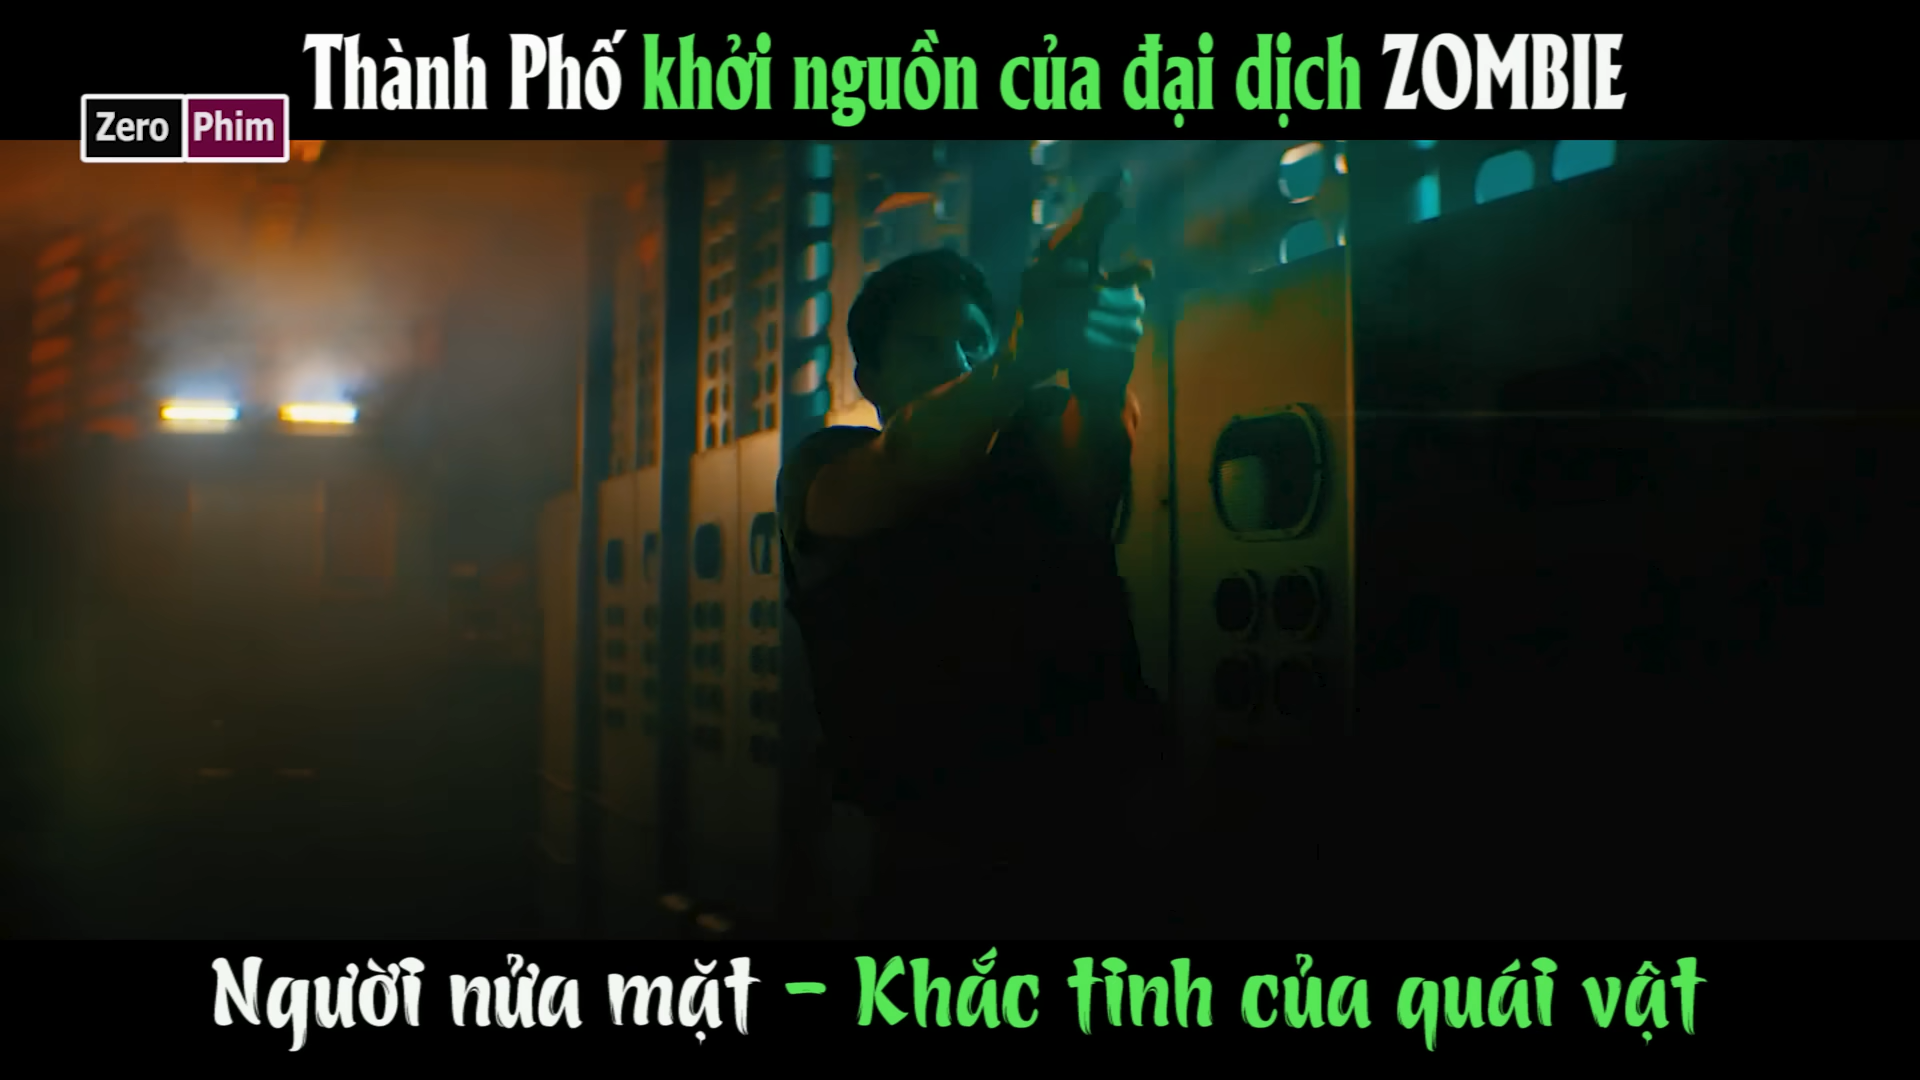 Thành Phố khởi nguồn của đại dịch ZOMBIE
Zero Phim
Người nửa mặt - Khắc tinh của quái vật